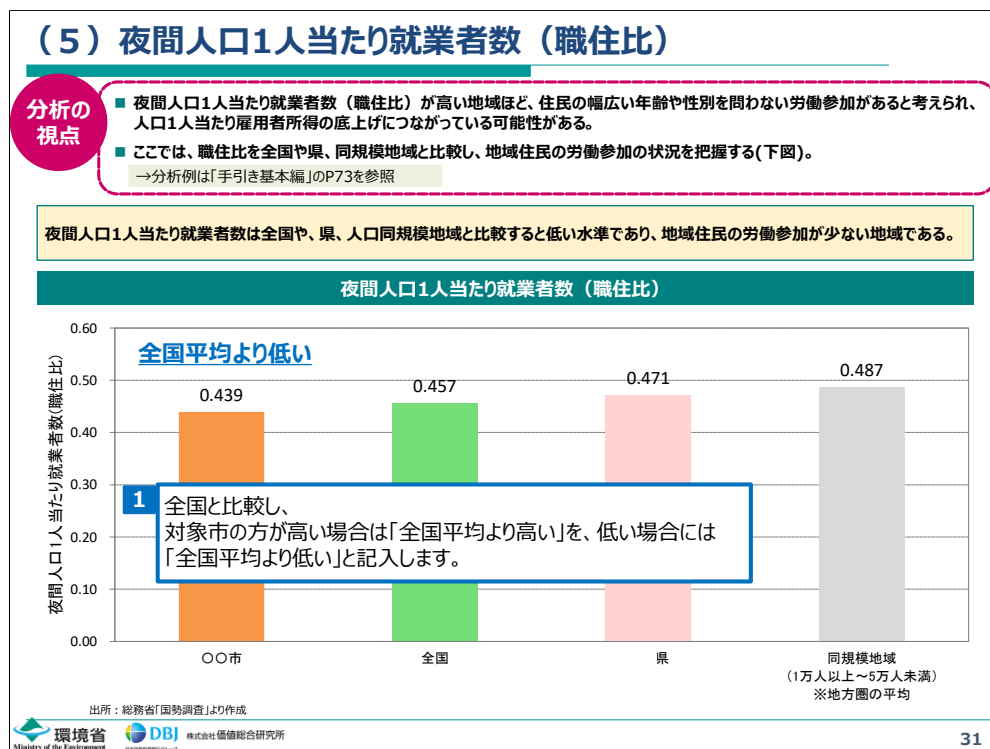 （５）夜間人口1人当たり就業者数（職住比）
分析の
視点
■ 夜間人口1人当たり就業者数（職住比）が高い地域ほど、住民の幅広い年齢や性別を問わない労働参加があると考えられ、
人口1人当たり雇用者所得の底上げにつながっている可能性がある。
■ ここでは、職住比を全国や県、同規模地域と比較し、地域住民の労働参加の状況を把握する(下図)。
→分析例は「手引き基本編」のP73を参照
夜間人口1人当たり就業者数は全国や、県、人口同規模地域と比較すると低い水準であり、地域住民の労働参加が少ない地域である。
夜間人口1人当たり就業者数（職住比）
夜間人口1人当たり就業者数(職住比)
0.60
0.50
0.40
0.30
0.20
0.10
0.00
全国平均より低い
0.439
0.457
0.471
0.487
1
全国と比較し、
対象市の方が高い場合は「全国平均より高い」を、低い場合には
「全国平均より低い」と記入します。
〇〇市
全国
県
同規模地域
（1万人以上～5万人未満）
※地方圏の平均
出所：総務省「国勢調査」より作成
環境省
Ministry of the Environment
DBJ 株式会社価値総合研究所
31